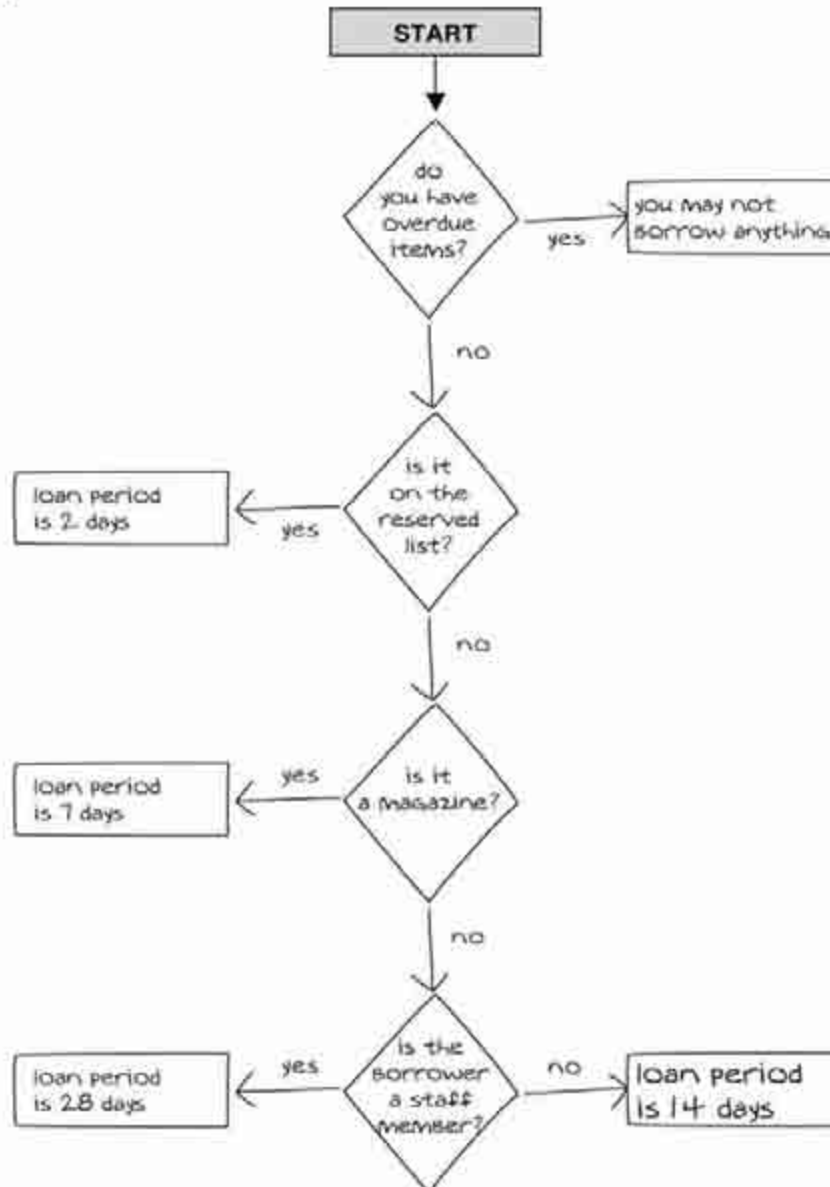 START
do
you have
overdue
items?
yes
you may not
borrow anything
no
is it
on the
reserved
list?
yes
loan period
is 2 days
no
is it
a magazine?
yes
loan period
is 7 days
no
is the
borrower
a staff
member?
yes
loan period
is 28 days
no
loan period
is 14 days